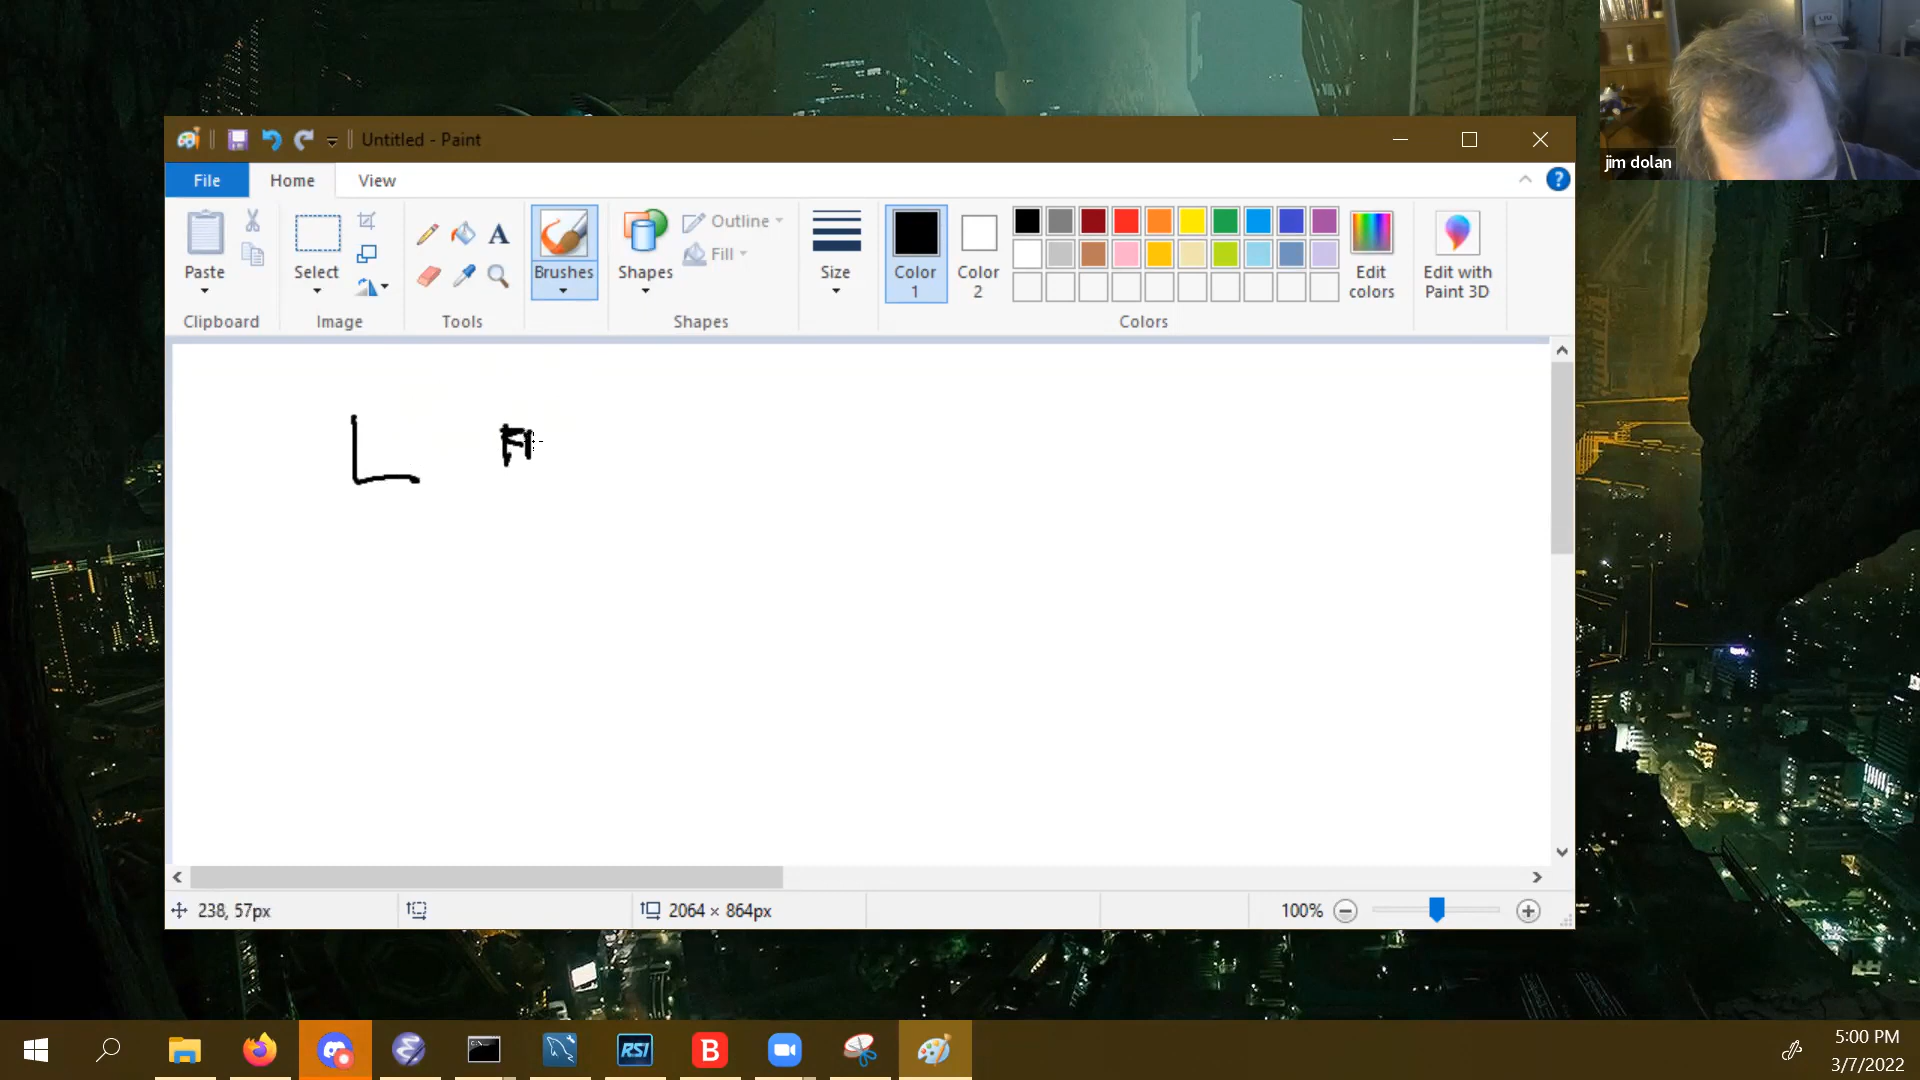 Untitled - Paint
File Home View
jim dolan
Outline
Fill
Paste Select Brushes Shapes Size Color 1 Color 2 Edit colors Edit with Paint 3D
Clipboard Image Tools Shapes Colors
L
238, 57px 2064 × 864px 100%
RSI B
5:00 PM
3/7/2022